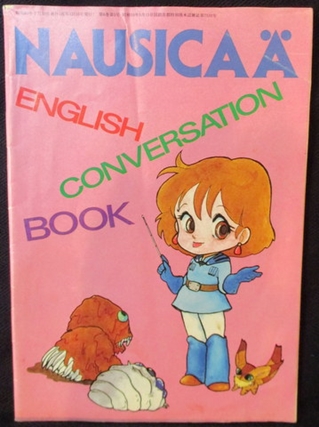 NAUSICAÄ
ENGLISH
CONVERSATION
BOOK